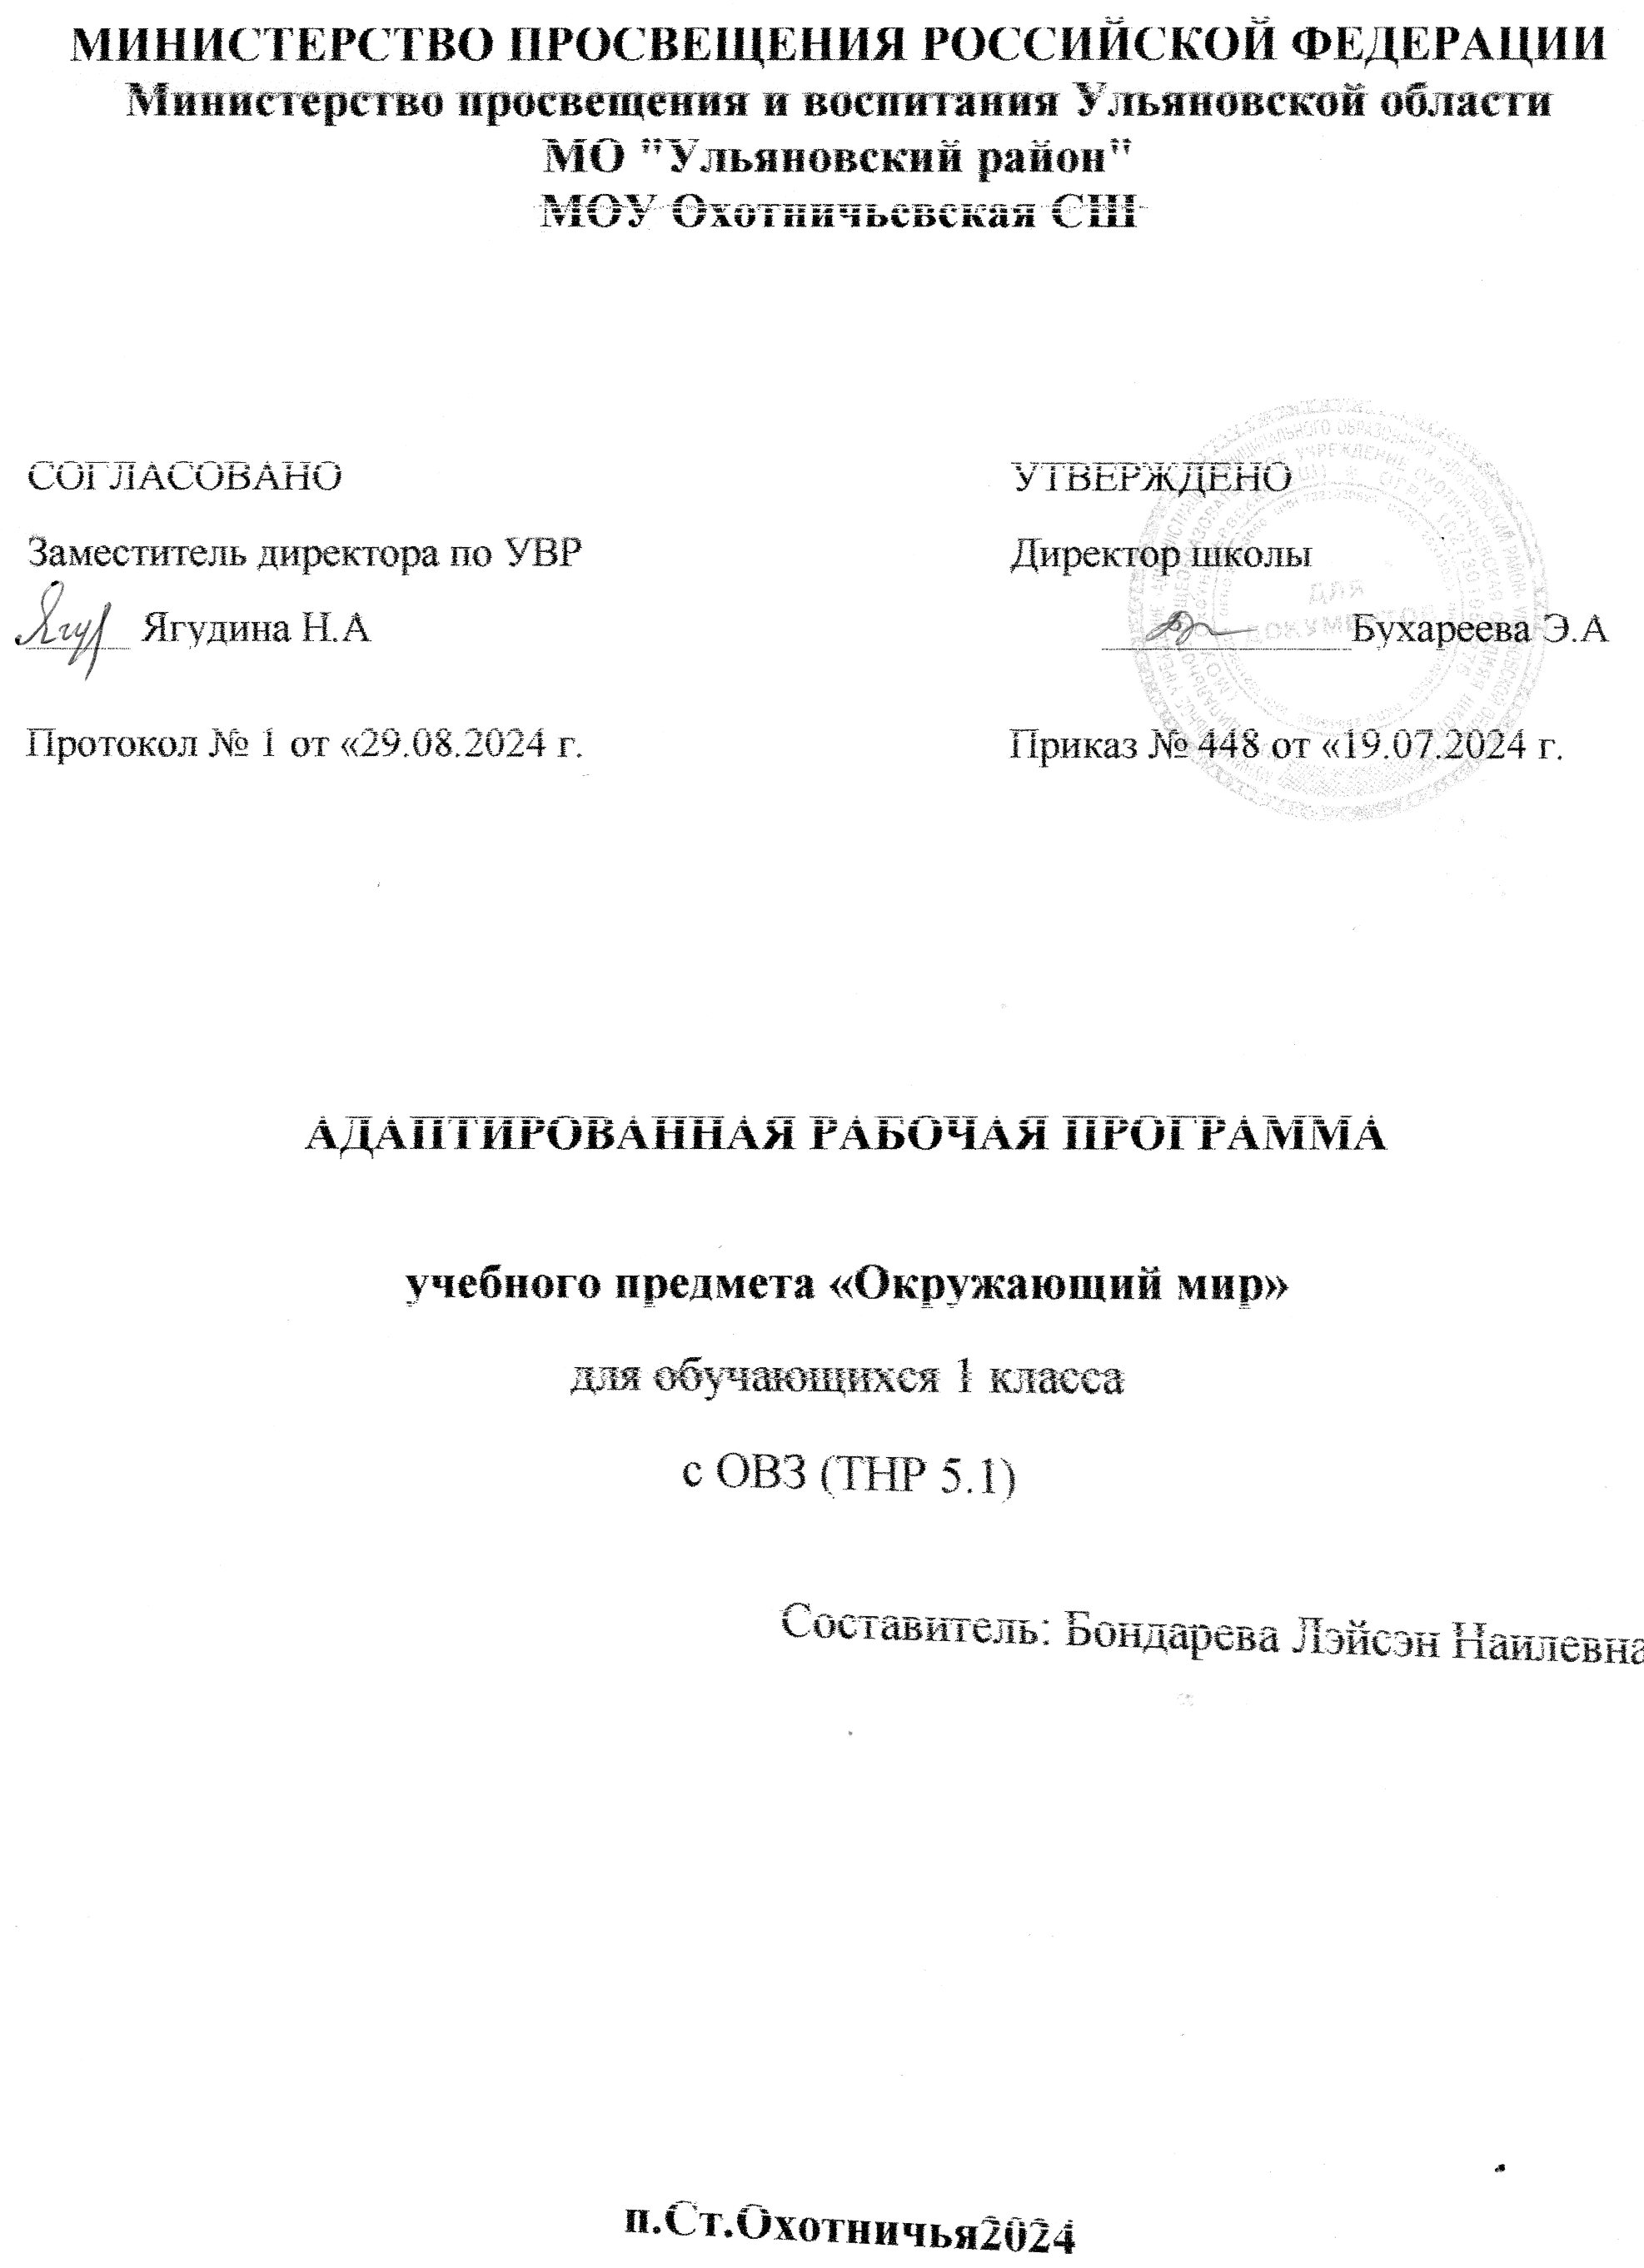 МИНИСТЕРСТВО ПРОСВЕЩЕНИЯ РОССИЙСКОЙ ФЕДЕРАЦИИ
Министерство просвещения и воспитания Ульяновской области
МО "Ульяновский район"
МОУ Охотничьевская СШ
СОГЛАСОВАНО
Заместитель директора по УВР
Ягудина Н.А
Протокол № 1 от «29.08.2024 г.
УТВЕРЖДЕНО
Директор школы
Бухареева Э.А
Приказ № 448 от «19.07.2024 г.
ДЛЯ
ДОКУМЕНТОВ
АДАПТИРОВАННАЯ РАБОЧАЯ ПРОГРАММА
учебного предмета «Окружающий мир»
для обучающихся 1 класса
с ОВЗ (ТНР 5.1)
Составитель: Бондарева Лэйсэн Наилевна
п.Ст.Охотничья2024